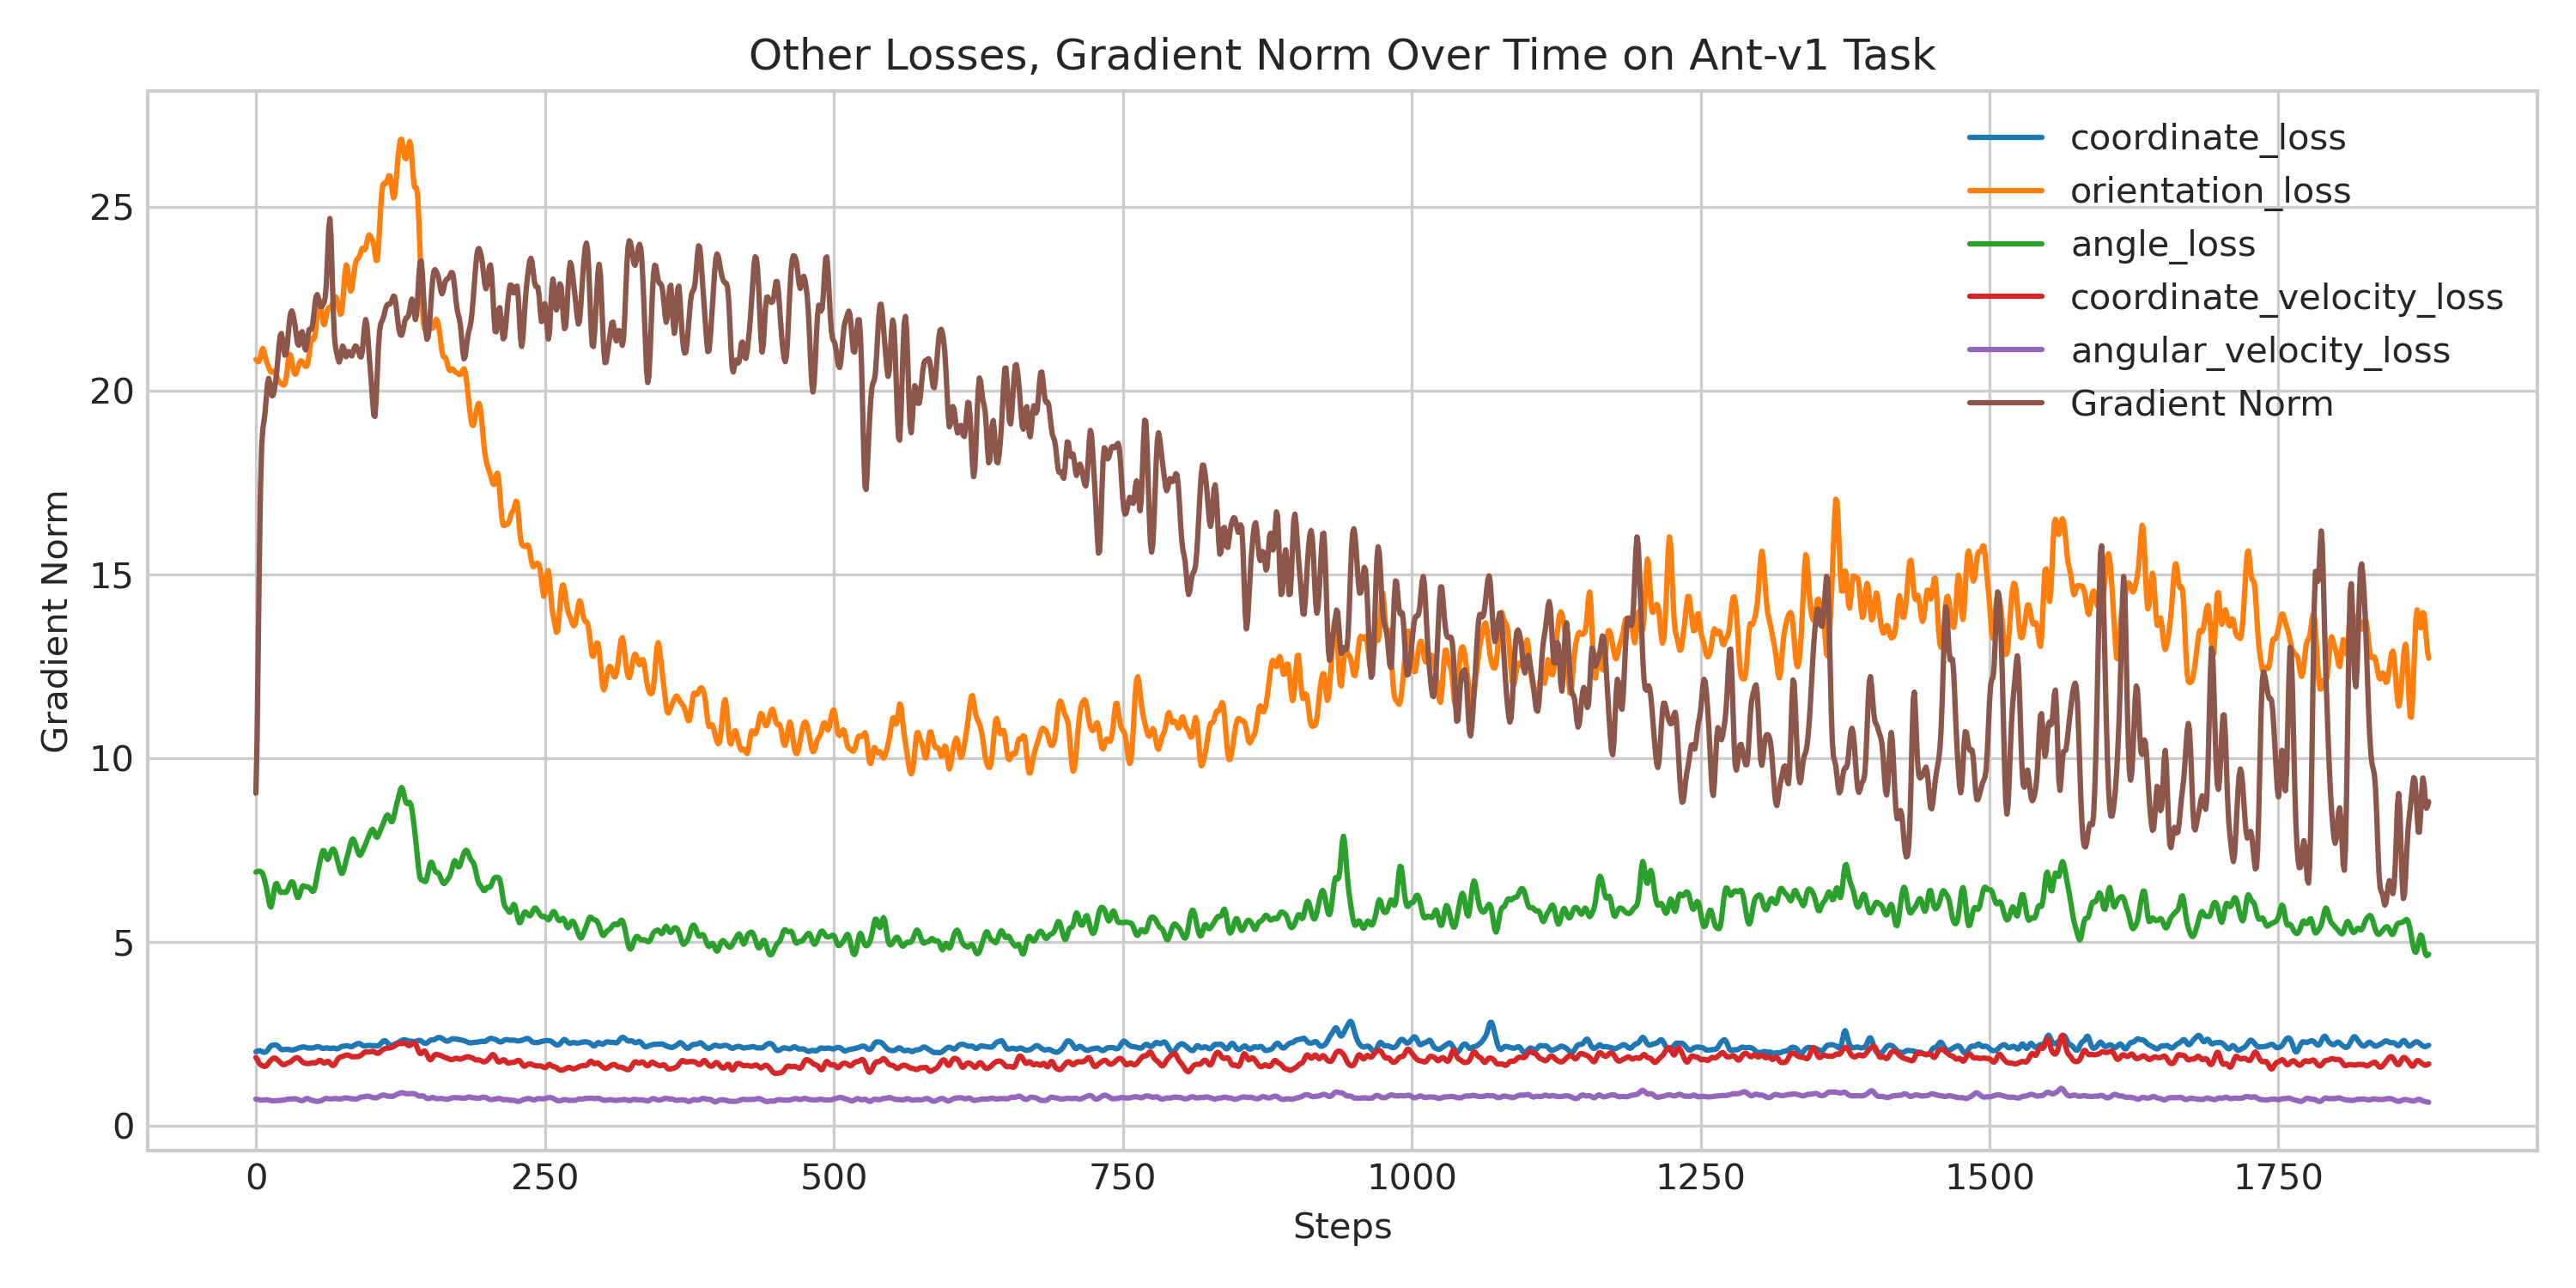 Other Losses, Gradient Norm Over Time on Ant-v1 Task
coordinate_loss
orientation_loss
angle_loss
coordinate_velocity_loss
angular_velocity_loss
Gradient Norm
Gradient Norm
25
20
15
10
5
0
0 250 500 750 1000 1250 1500 1750
Steps